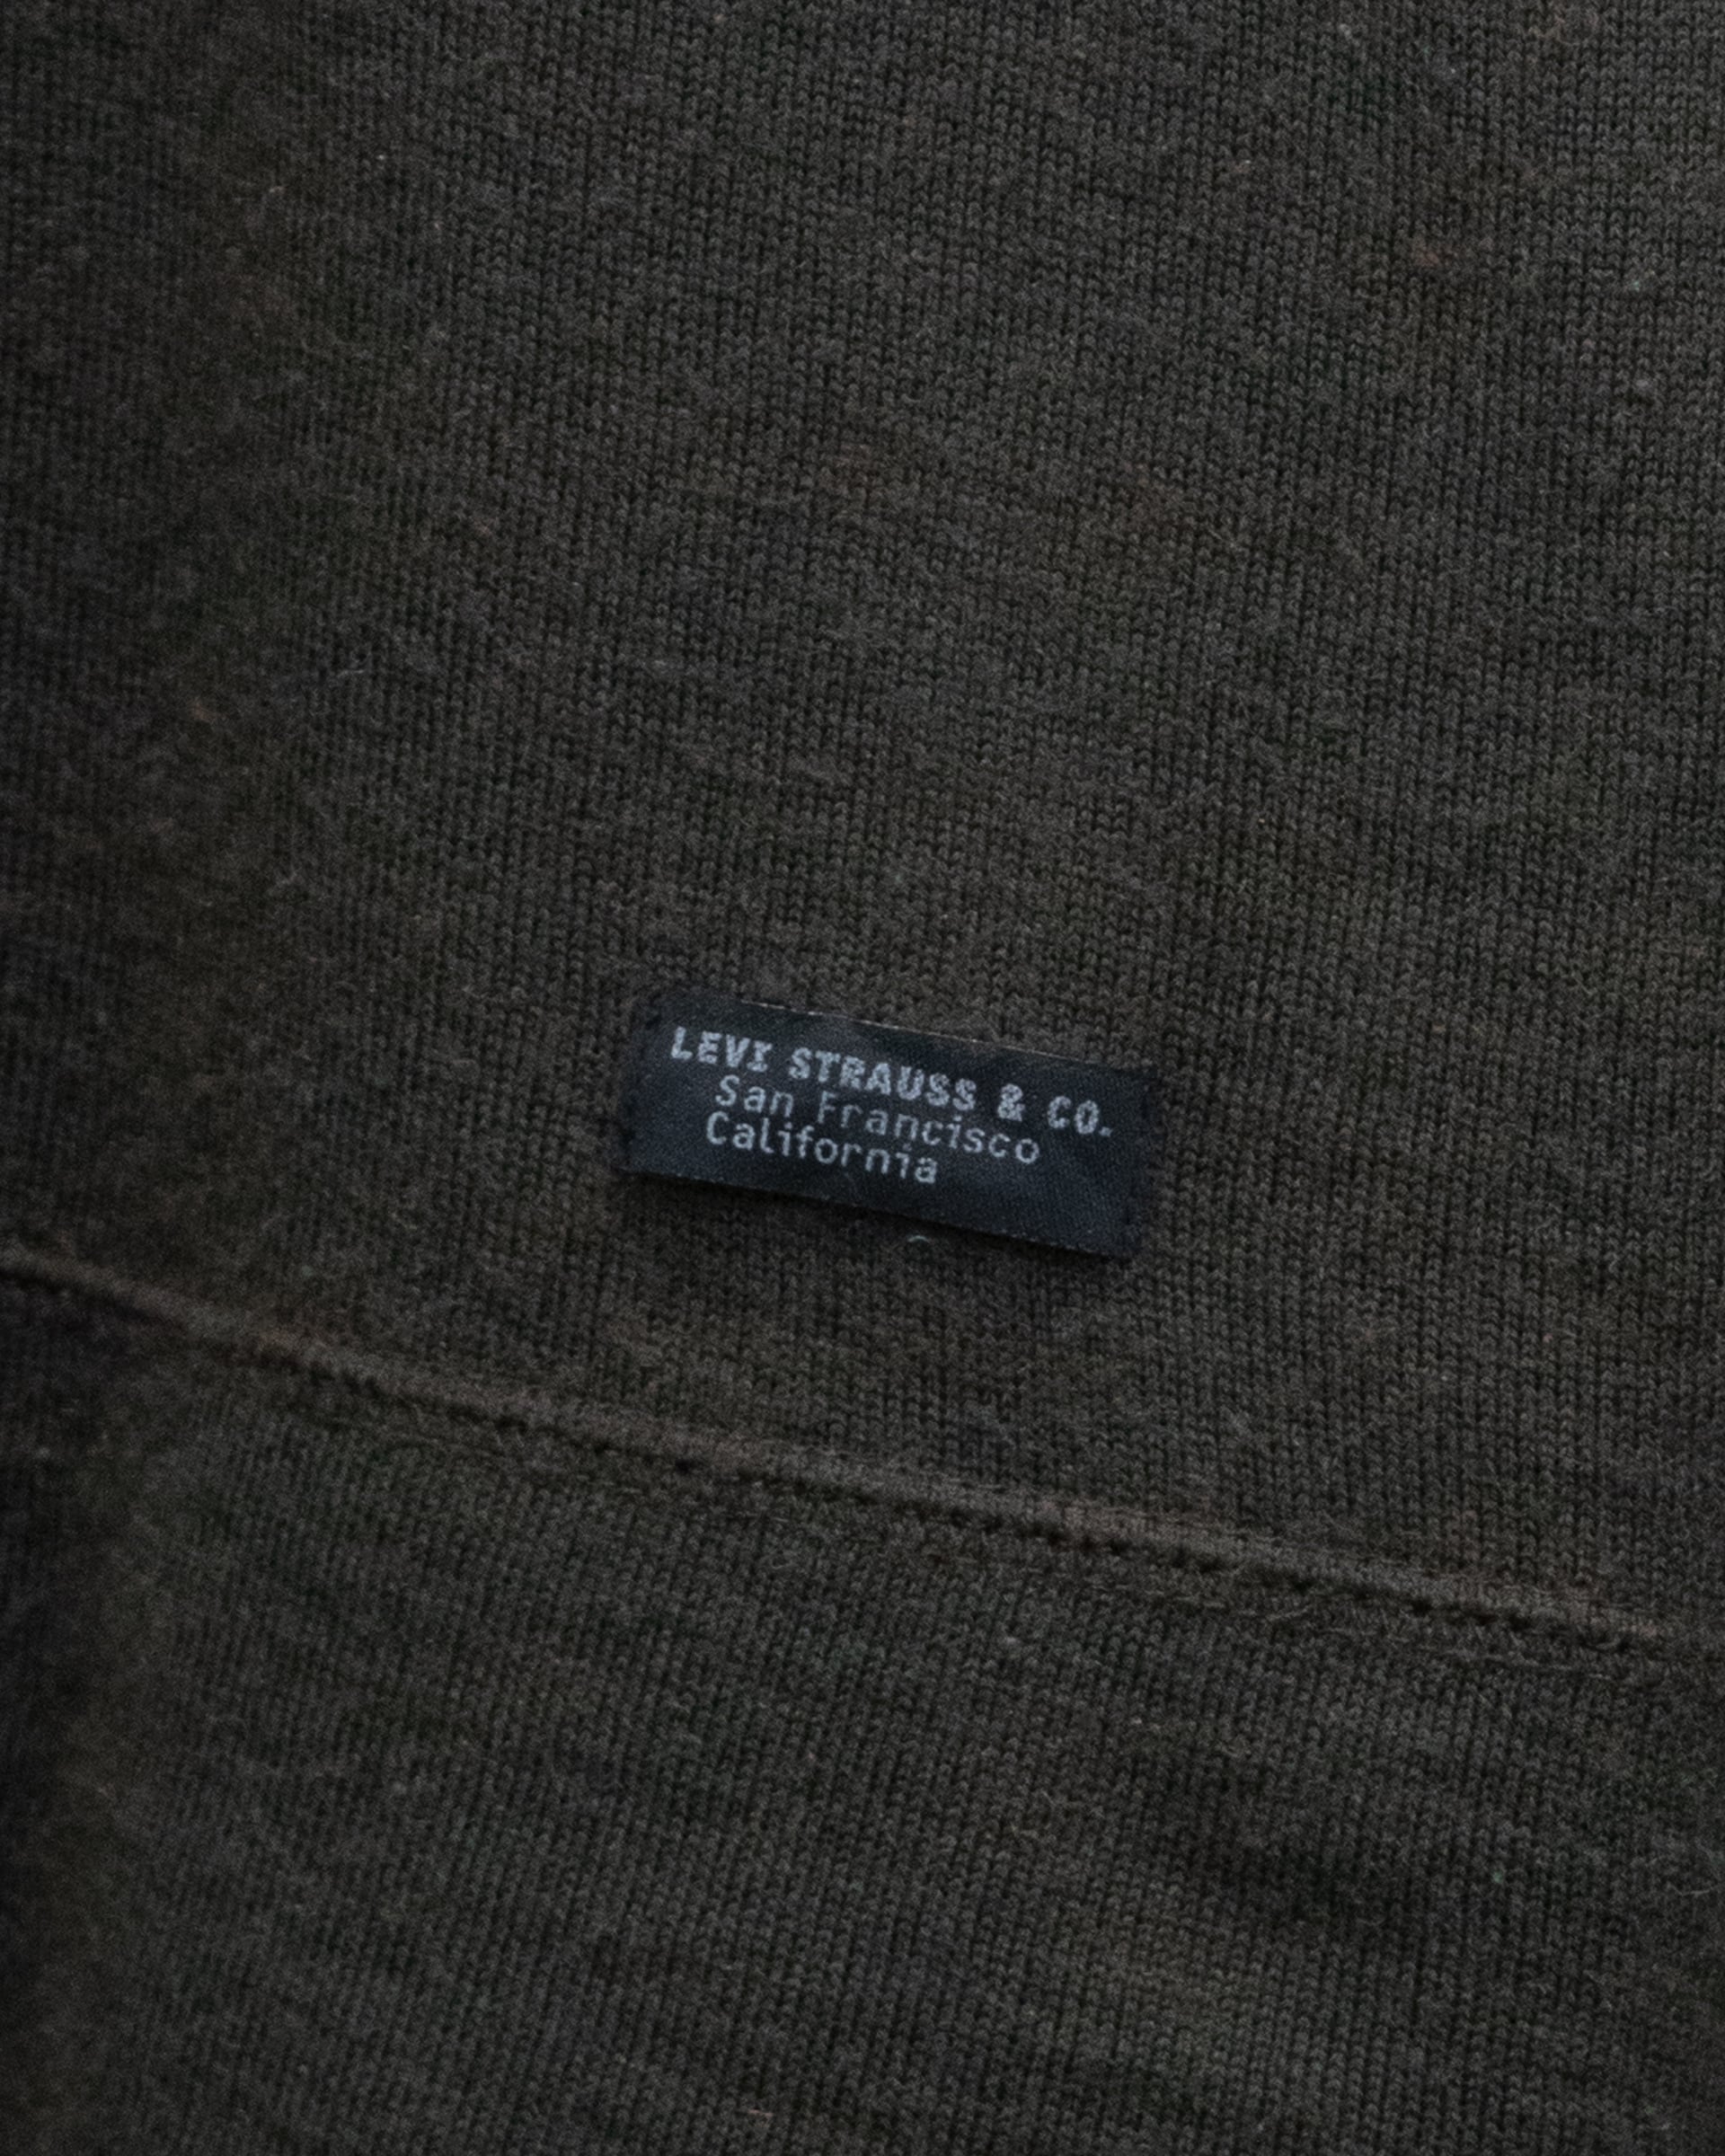 LEVI STRAUSS & CO.
San Francisco
California